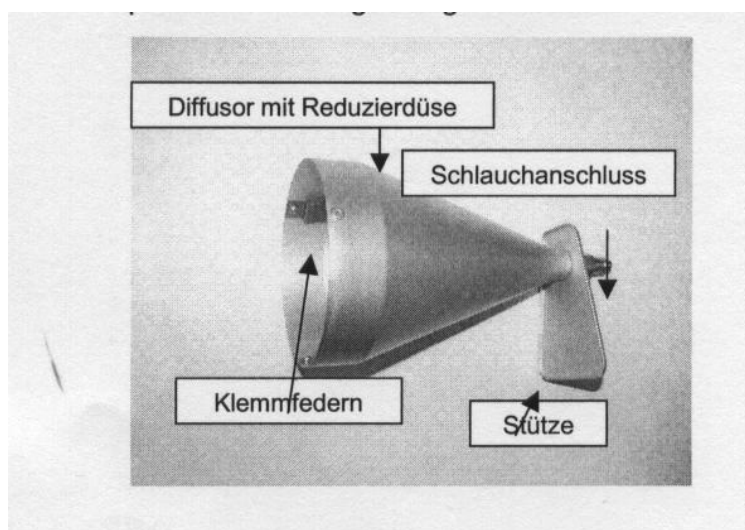 Diffusor mit Reduzierdüse
Schlauchanschluss
Klemmfedern
Stütze